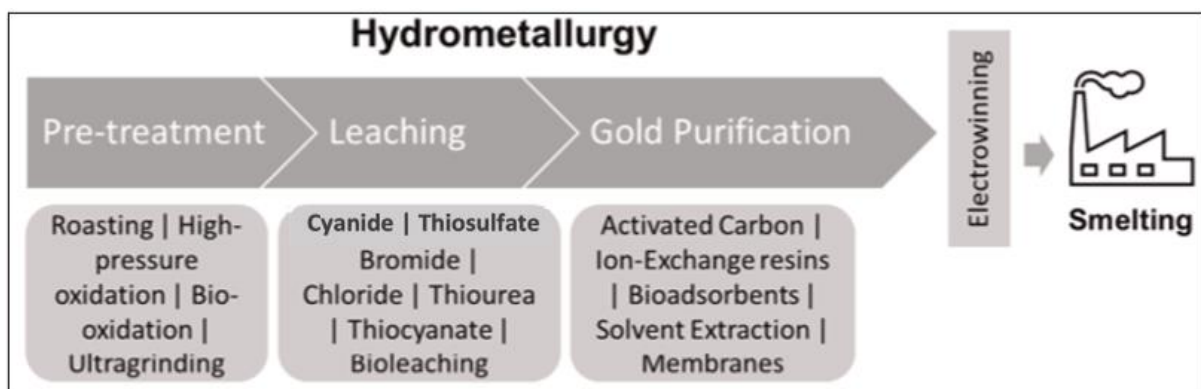 Hydrometallurgy
Pre-treatment
Leaching
Gold Purification
Electrowinning
Smelting
Roasting | High-
pressure
oxidation | Bio-
oxidation |
Ultragrinding
Cyanide | Thiosulfate
Bromide |
Chloride | Thiourea
| Thiocyanate |
Bioleaching
Activated Carbon |
Ion-Exchange resins
| Bioadsorbents |
Solvent Extraction |
Membranes